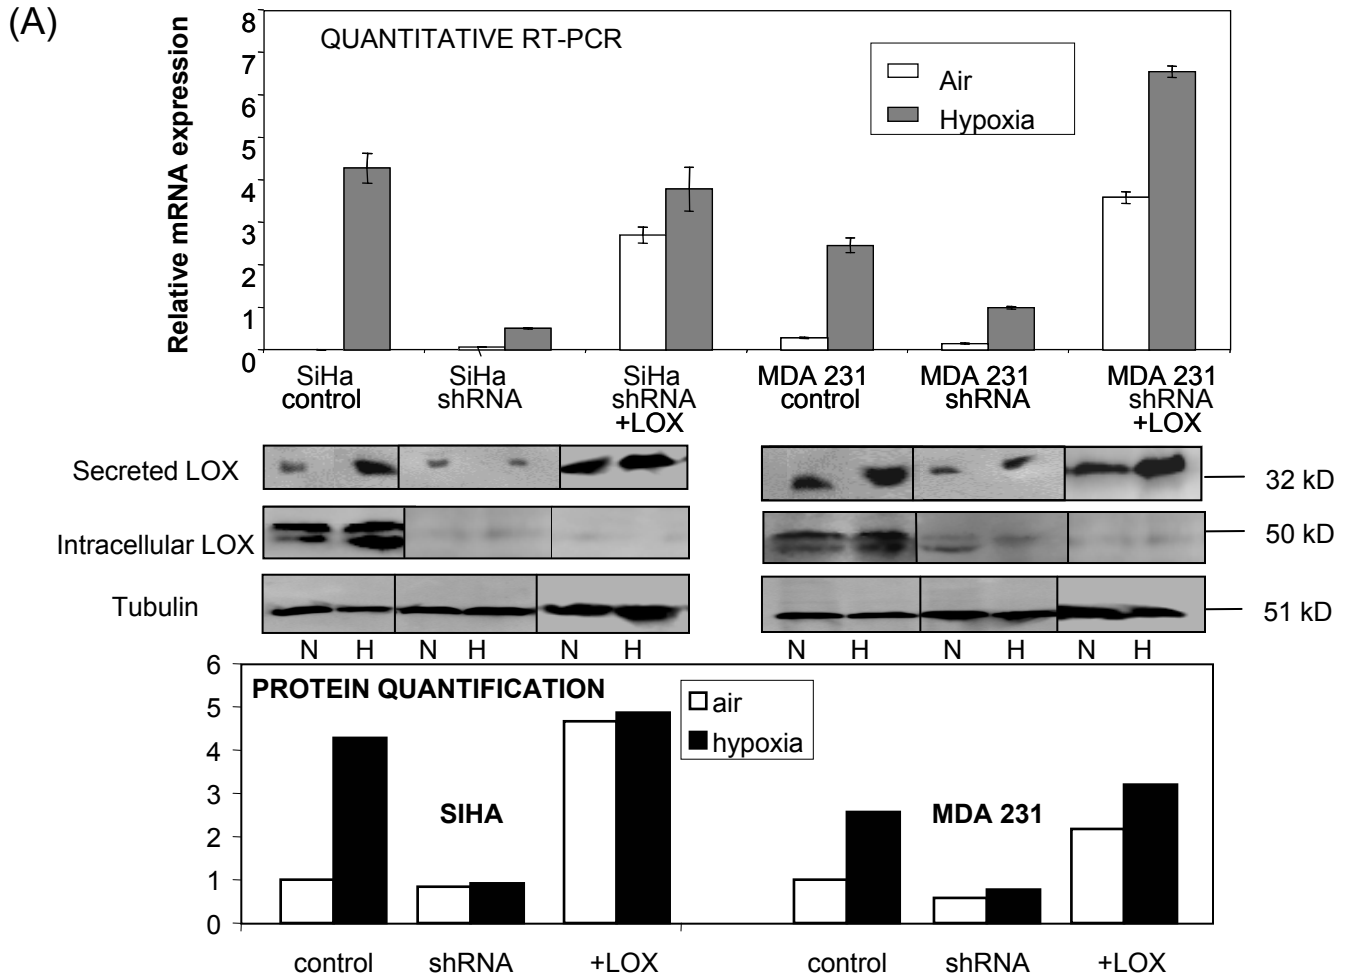 (A)
QUANTITATIVE RT-PCR
Relative mRNA expression
8
7
6
5
4
3
2
1
0
Air
Hypoxia
SiHa control
SiHa shRNA
SiHa shRNA +LOX
MDA 231 control
MDA 231 shRNA
MDA 231 shRNA +LOX
Secreted LOX
32 kD
Intracellular LOX
50 kD
Tubulin
51 kD
N H N H N H N H N H N H
PROTEIN QUANTIFICATION
6
5
4
3
2
1
0
air
hypoxia
SIHA
MDA 231
control shRNA +LOX control shRNA +LOX